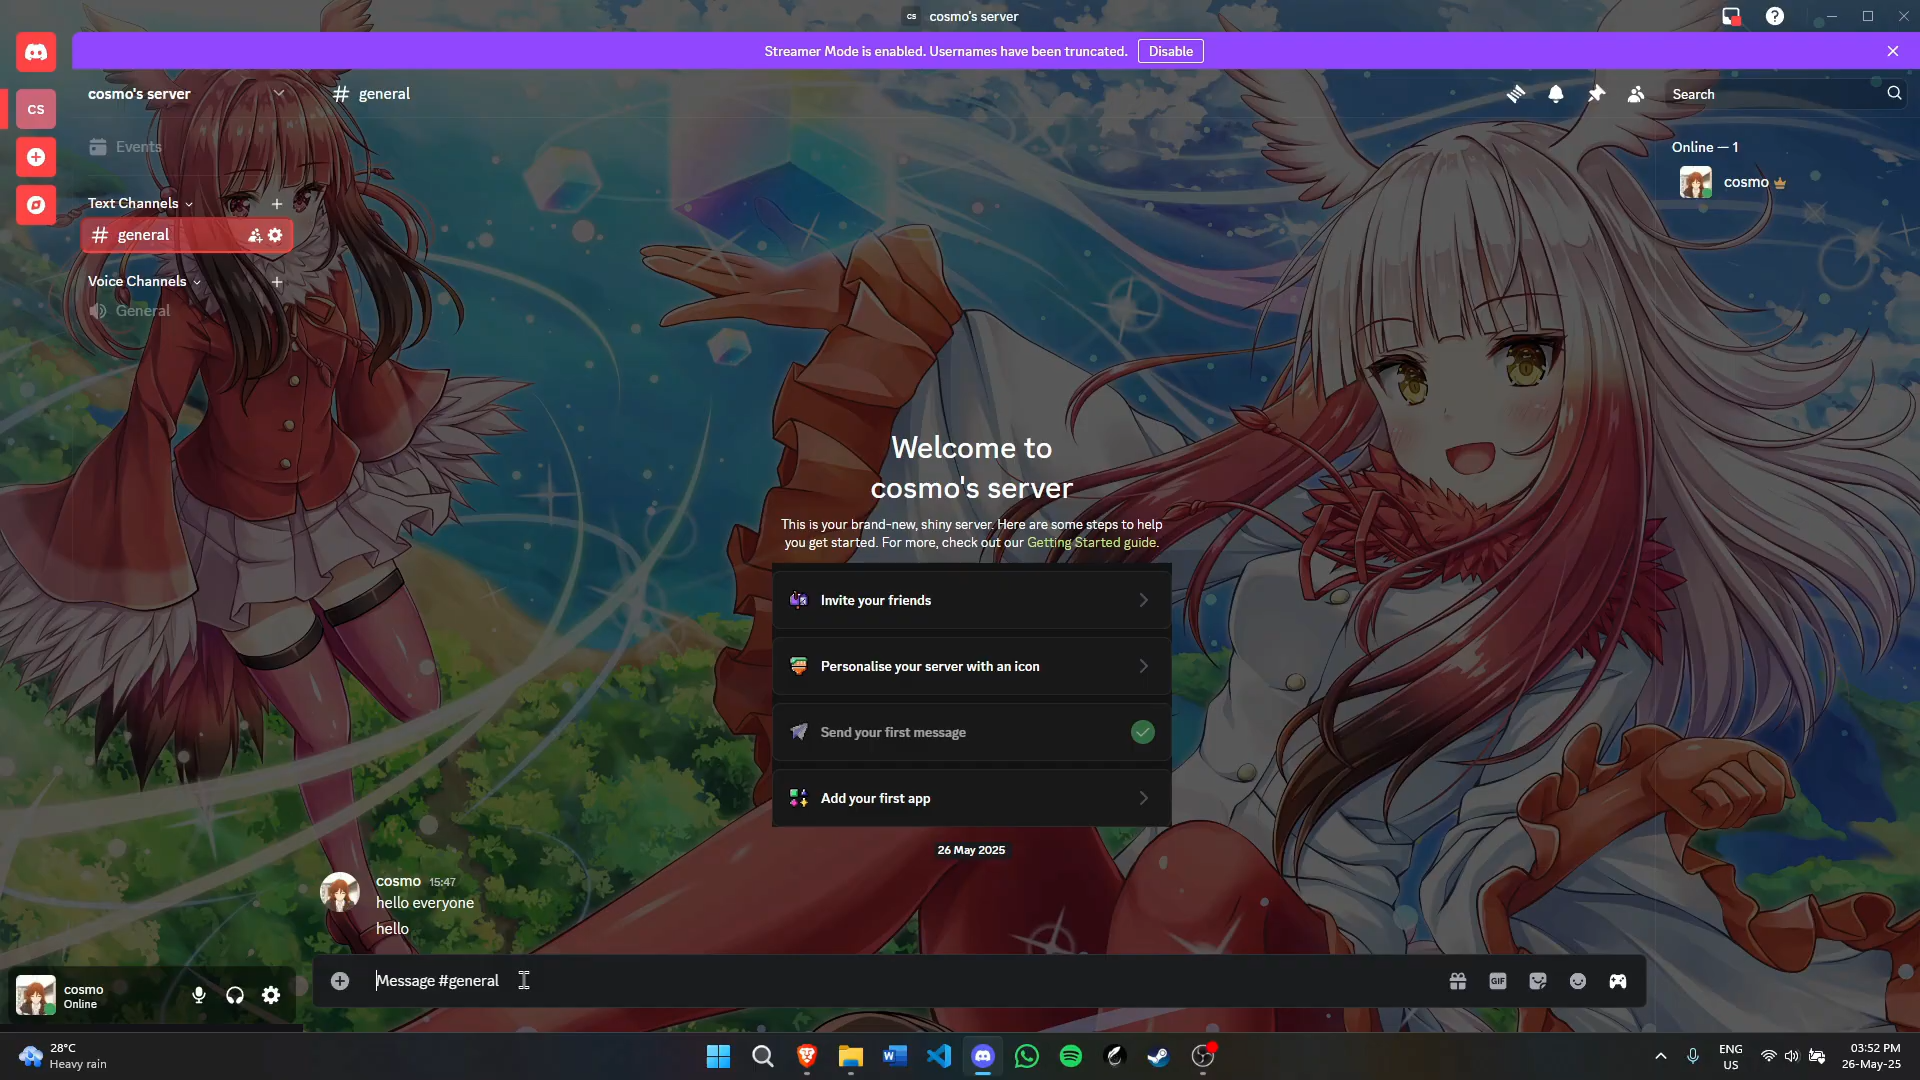 cs cosmo's server
Streamer Mode is enabled. Usernames have been truncated. Disable
CS
cosmo's server
# general
Search
Events
Text Channels
# general
Voice Channels
General
Online — 1
cosmo
Welcome to
cosmo's server
This is your brand-new, shiny server. Here are some steps to help
you get started. For more, check out our Getting Started guide.
Invite your friends
Personalise your server with an icon
Send your first message
Add your first app
26 May 2025
cosmo 15:47
hello everyone
hello
Message #general
GIF
cosmo
Online
28°C
Heavy rain
ENG
US
03:52 PM
26-May-25